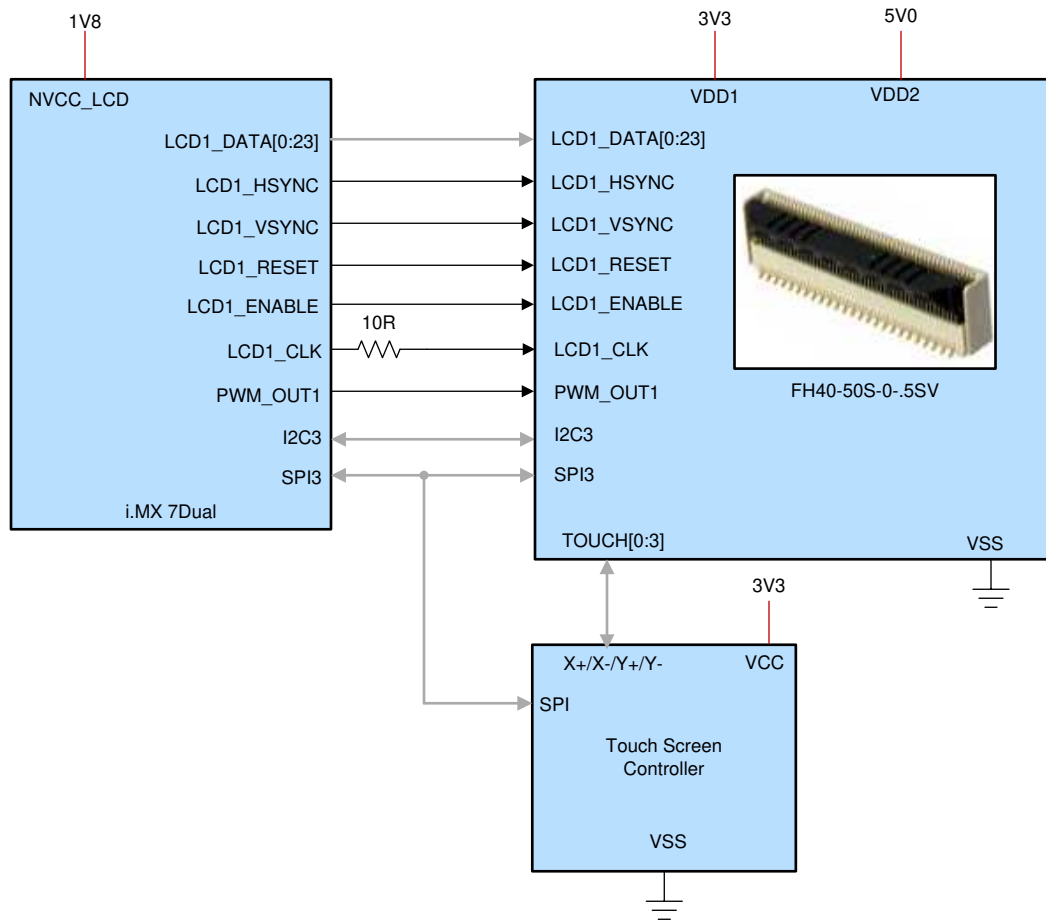 1V8
3V3
5V0
NVCC_LCD
VDD1
VDD2
LCD1_DATA[0:23]
LCD1_DATA[0:23]
LCD1_HSYNC
LCD1_HSYNC
LCD1_VSYNC
LCD1_VSYNC
LCD1_RESET
LCD1_RESET
LCD1_ENABLE
LCD1_ENABLE
10R
LCD1_CLK
LCD1_CLK
PWM_OUT1
PWM_OUT1
FH40-50S-0-.5SV
I2C3
I2C3
SPI3
SPI3
i.MX 7Dual
TOUCH[0:3]
VSS
3V3
X+/X-/Y+/Y-
VCC
SPI
Touch Screen
Controller
VSS